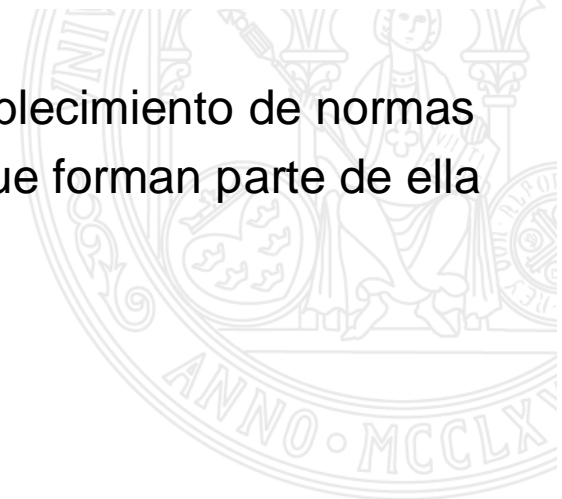 blecimiento de normas
ue forman parte de ella
ANNO MCCLX